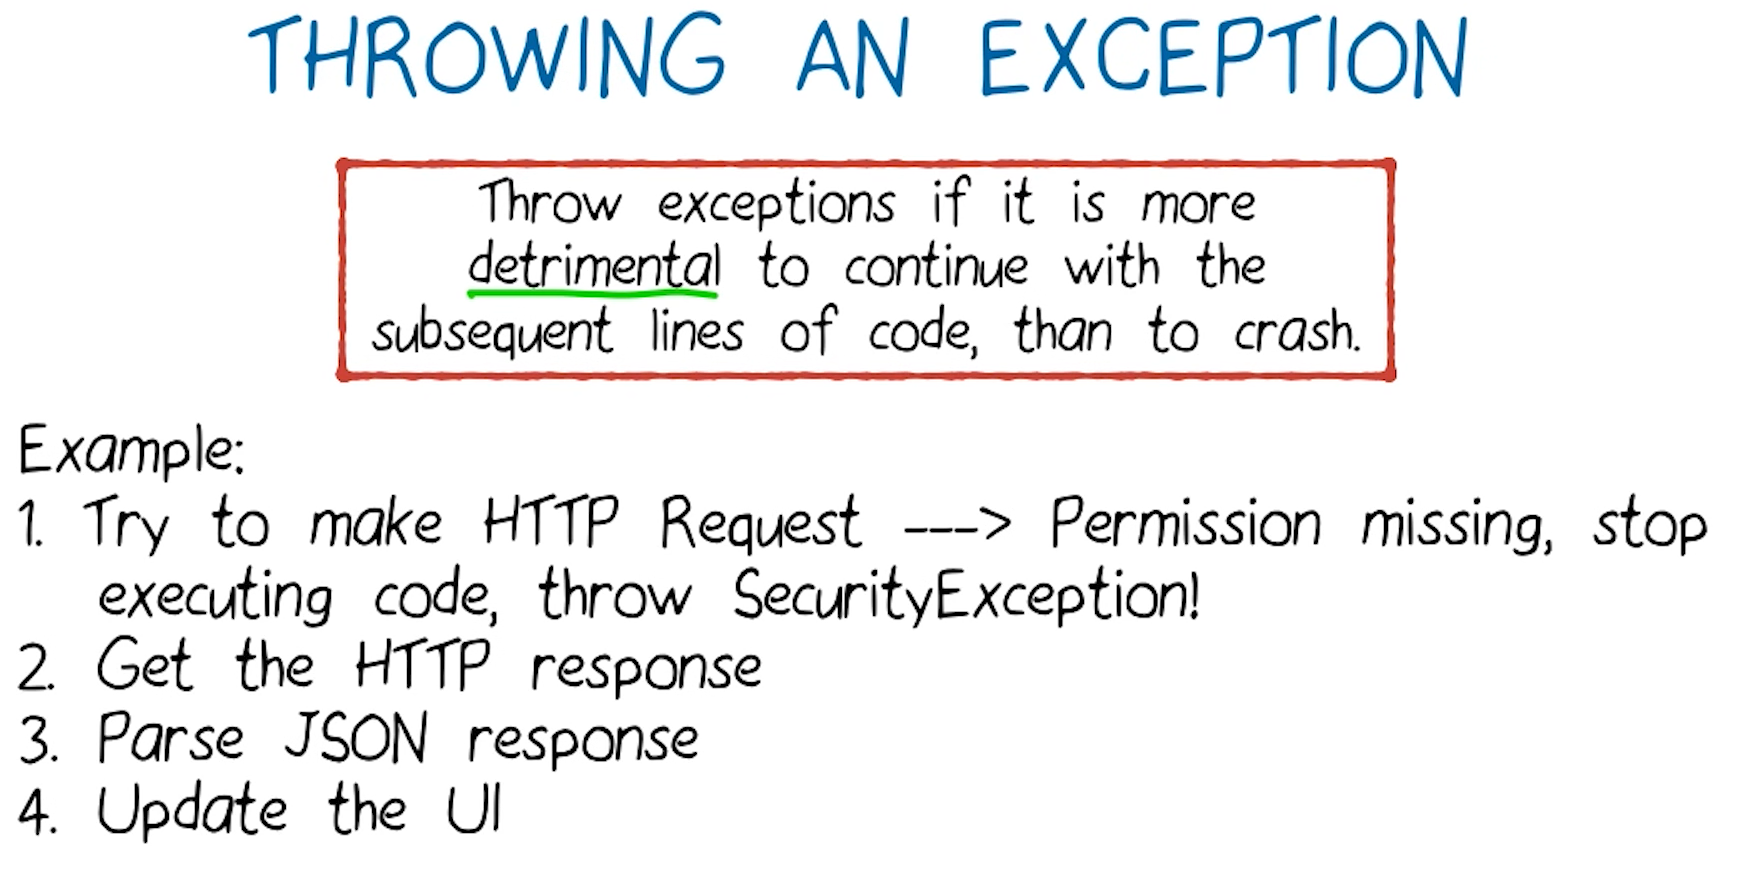 THROWING AN EXCEPTION
Throw exceptions if it is more
detrimental to continue with the
subsequent lines of code, than to crash.
Example:
1. Try to make HTTP Request ---> Permission missing, stop
executing code, throw SecurityException!
2. Get the HTTP response
3. Parse JSON response
4. Update the UI